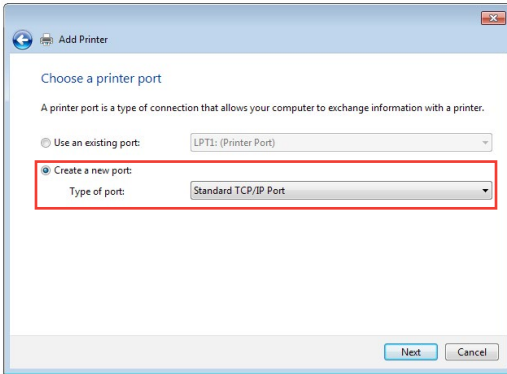 Add Printer
Choose a printer port
A printer port is a type of connection that allows your computer to exchange information with a printer.
Use an existing port: LPT1: (Printer Port)
Create a new port:
Type of port: Standard TCP/IP Port
Next Cancel